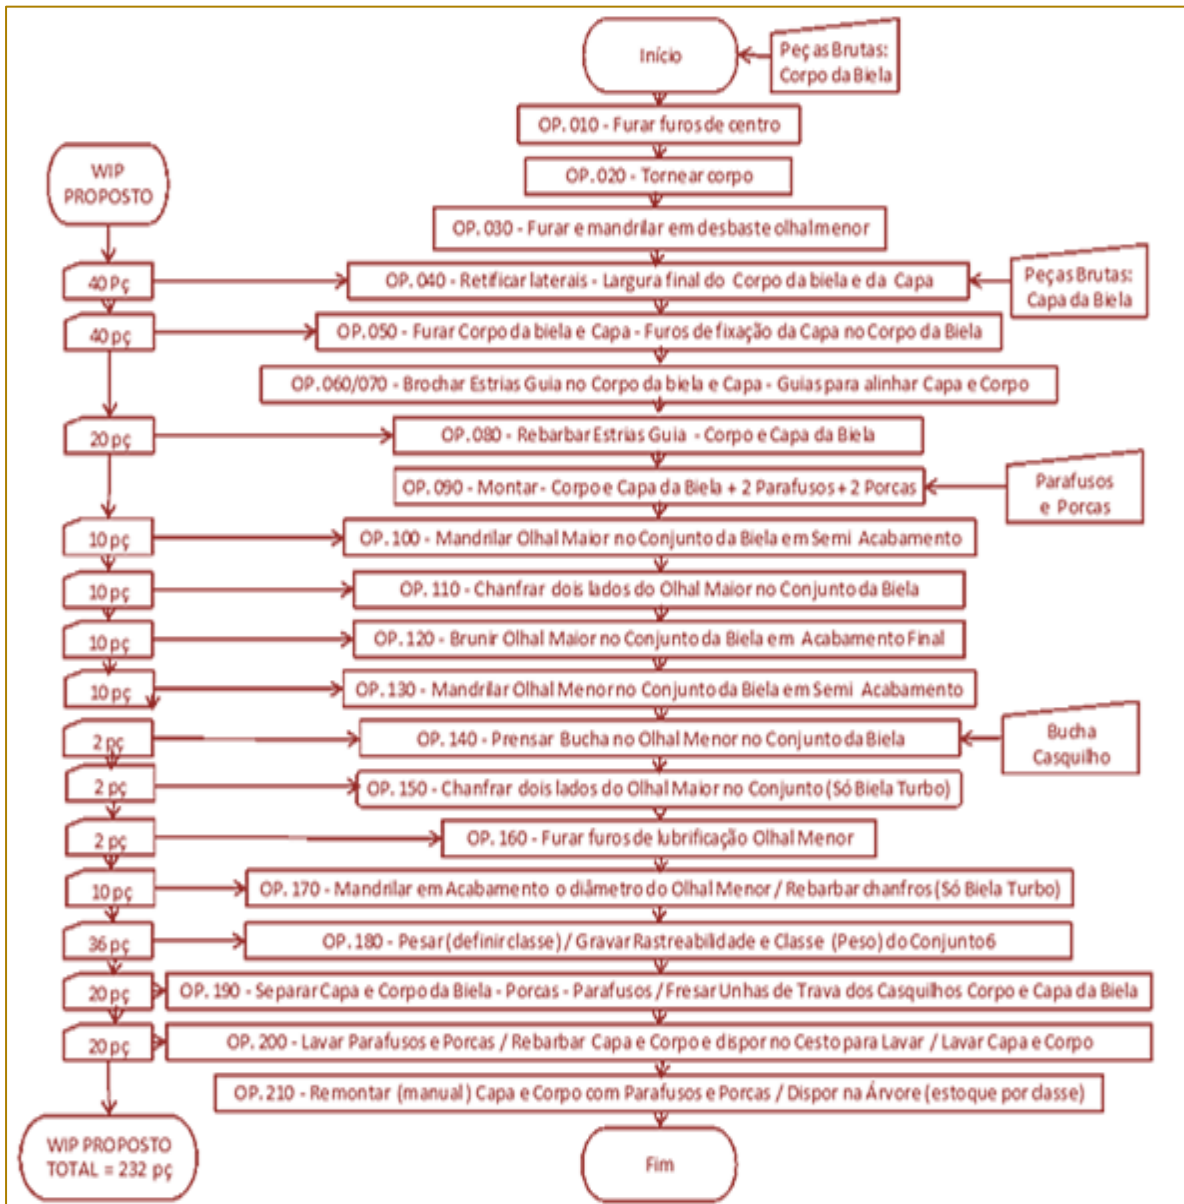 Início
Peças Brutas:
Corpo da Biela
OP. 010 - Furar furos de centro
WIP
PROPOSTO
OP. 020 - Tornear corpo
OP. 030 - Furar e mandrilar em desbaste olhal menor
40 Pç
OP. 040 - Retificar laterais - Largura final do Corpo da biela e da Capa
Peças Brutas:
Capa da Biela
40 pç
OP. 050 - Furar Corpo da biela e Capa - Furos de fixação da Capa no Corpo da Biela
OP. 060/070 - Brochar Estrias Guia no Corpo da biela e Capa - Guias para alinhar Capa e Corpo
20 pç
OP. 080 - Rebarbar Estrias Guia - Corpo e Capa da Biela
OP. 090 - Montar - Corpo e Capa da Biela + 2 Parafusos + 2 Porcas
Parafusos
e Porcas
10 pç
OP. 100 - Mandrilar Olhal Maior no Conjunto da Biela em Semi Acabamento
10 pç
OP. 110 - Chanfrar dois lados do Olhal Maior no Conjunto da Biela
10 pç
OP. 120 - Brunir Olhal Maior no Conjunto da Biela em Acabamento Final
10 pç
OP. 130 - Mandrilar Olhal Menor no Conjunto da Biela em Semi Acabamento
2 pç
OP. 140 - Prensar Bucha no Olhal Menor no Conjunto da Biela
Bucha
Casquilho
2 pç
OP. 150 - Chanfrar dois lados do Olhal Maior no Conjunto (Só Biela Turbo)
2 pç
OP. 160 - Furar furos de lubrificação Olhal Menor
10 pç
OP. 170 - Mandrilar em Acabamento o diâmetro do Olhal Menor / Rebarbar chanfros (Só Biela Turbo)
36 pç
OP. 180 - Pesar (definir classe) / Gravar Rastreabilidade e Classe (Peso) do Conjunto6
20 pç
OP. 190 - Separar Capa e Corpo da Biela - Porcas - Parafusos / Fresar Unhas de Trava dos Casquilhos Corpo e Capa da Biela
20 pç
OP. 200 - Lavar Parafusos e Porcas / Rebarbar Capa e Corpo e dispor no Cesto para Lavar / Lavar Capa e Corpo
OP. 210 - Remontar (manual) Capa e Corpo com Parafusos e Porcas / Dispor na Árvore (estoque por classe)
WIP PROPOSTO
TOTAL = 232 pç
Fim